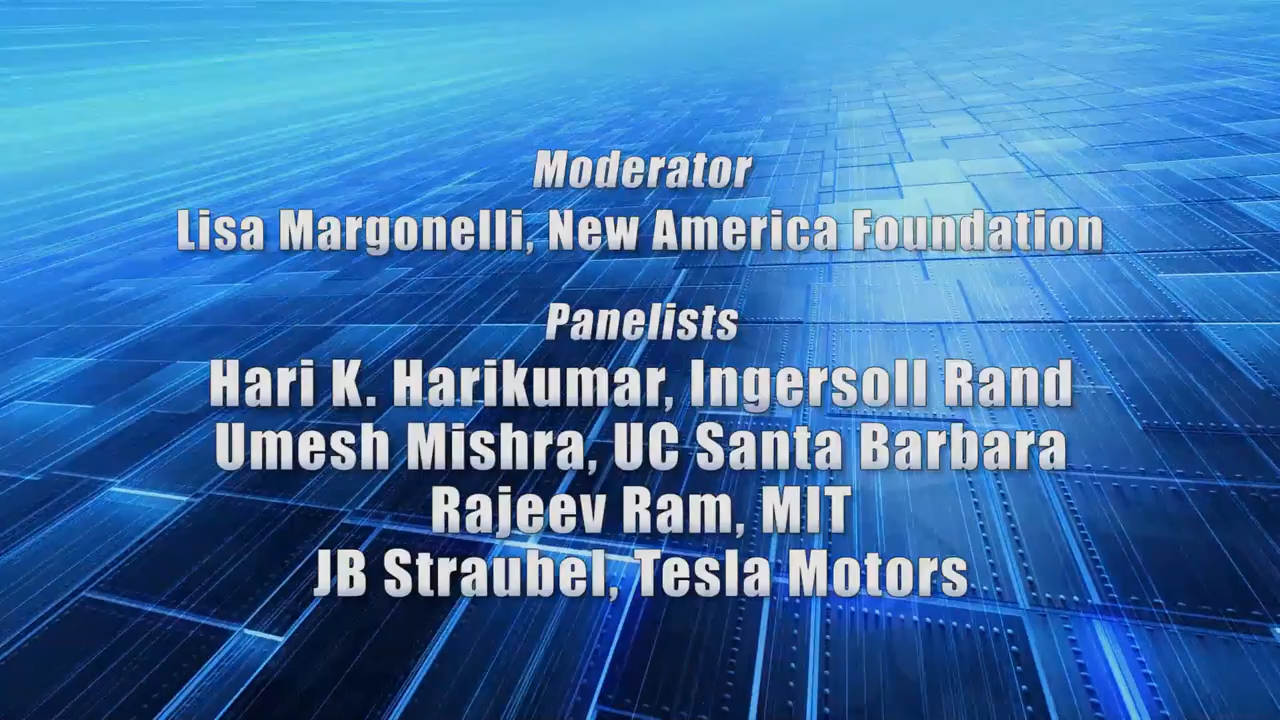 Moderator
Lisa Margonelli, New America Foundation
Panelists
Hari K. Harikumar, Ingersoll Rand
Umesh Mishra, UC Santa Barbara
Rajeev Ram, MIT
JB Straubel, Tesla Motors